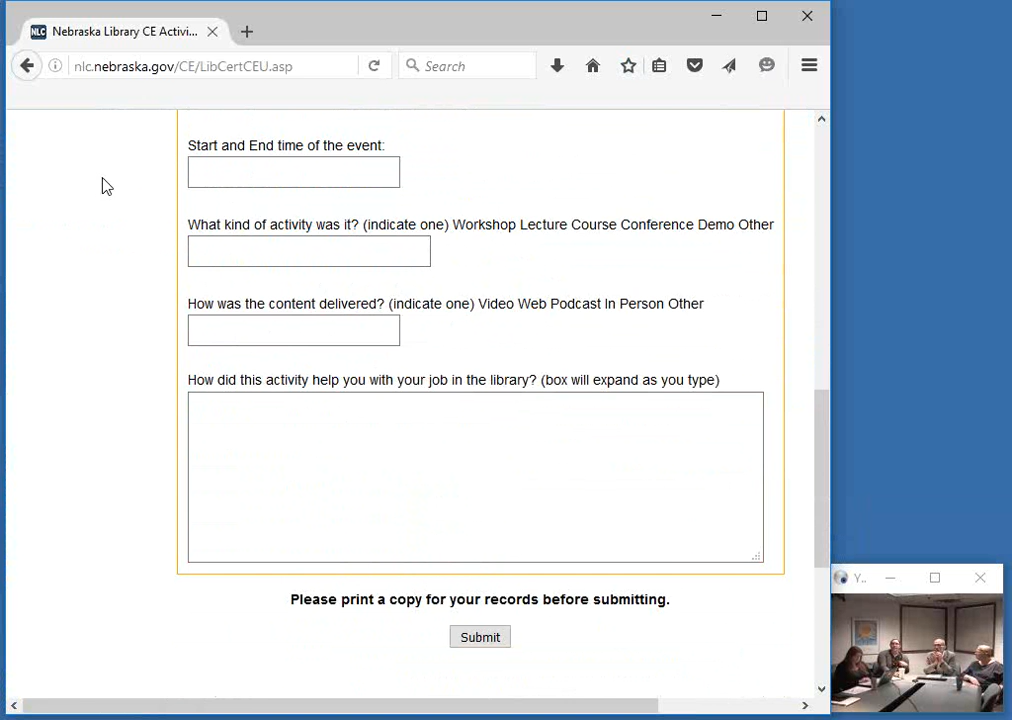 NLC Nebraska Library CE Activi...
nlc.nebraska.gov/CE/LibCertCEU.asp
Search
Start and End time of the event:
What kind of activity was it? (indicate one) Workshop Lecture Course Conference Demo Other
How was the content delivered? (indicate one) Video Web Podcast In Person Other
How did this activity help you with your job in the library? (box will expand as you type)
Please print a copy for your records before submitting.
Submit
Y..